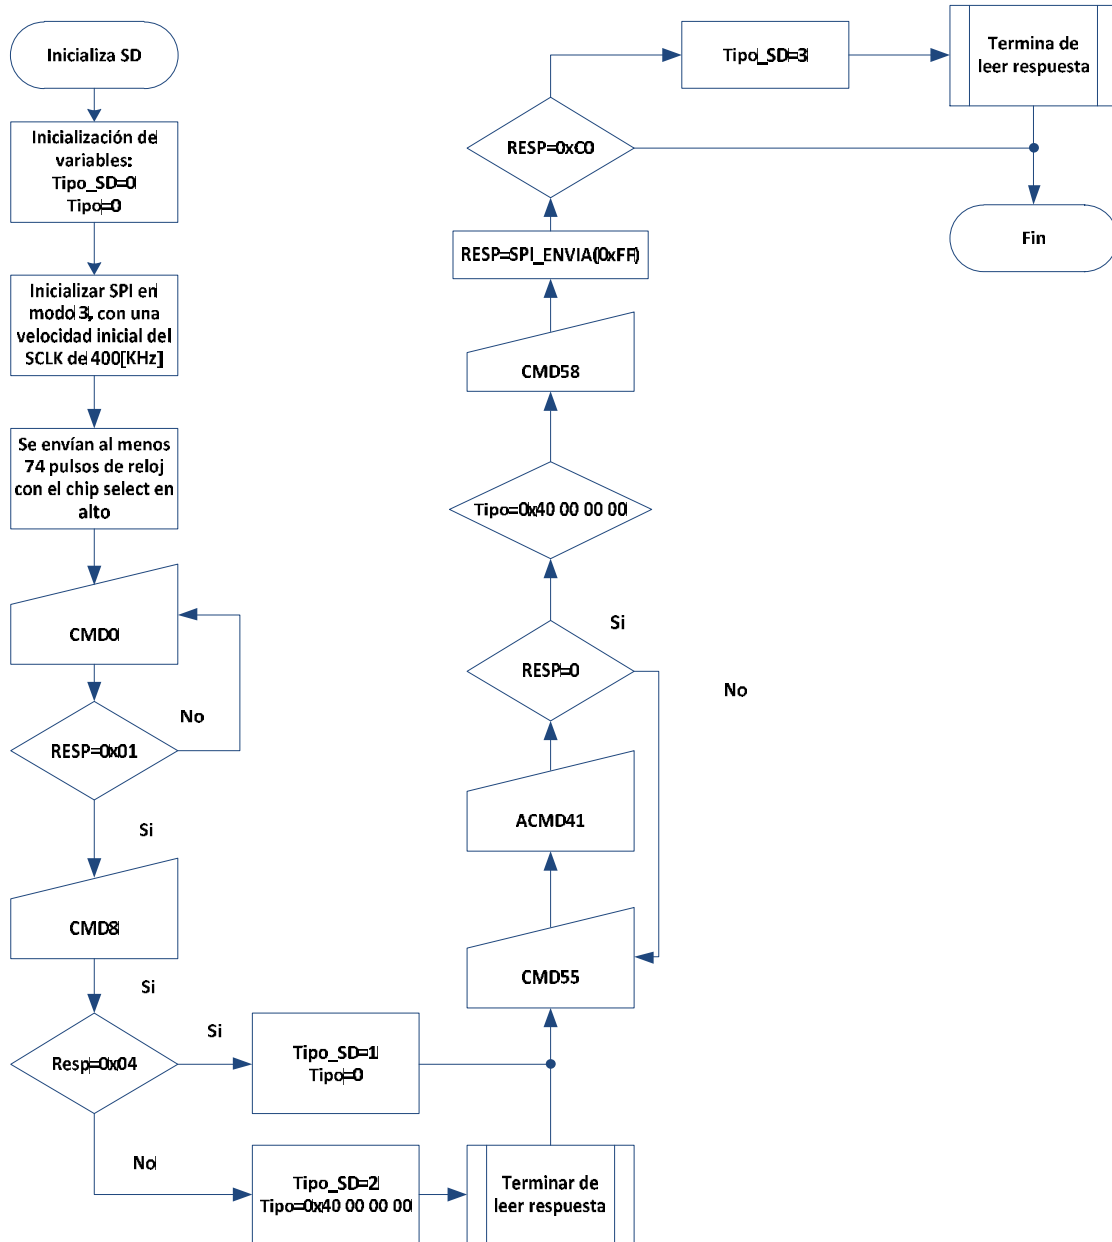 Inicializa SD
Inicialización de
variables:
Tipo_SD=0
Tipo=0
Inicializar SPI en
modo 3, con una
velocidad inicial del
SCLK de 400[KHz]
Se envían al menos
74 pulsos de reloj
con el chip select en
alto
CMD0
No
RESP=0x01
Si
CMD8
Si
Resp=0x04
Si
No
Tipo_SD=1
Tipo=0
Tipo_SD=2
Tipo=0x40 00 00 00
Terminar de
leer respuesta
CMD55
ACMD41
RESP=0
Si
No
Tipo=0x40 00 00 00
CMD58
RESP=SPI_ENVIA(0xFF)
RESP=0xC0
Tipo_SD=3
Termina de
leer respuesta
Fin